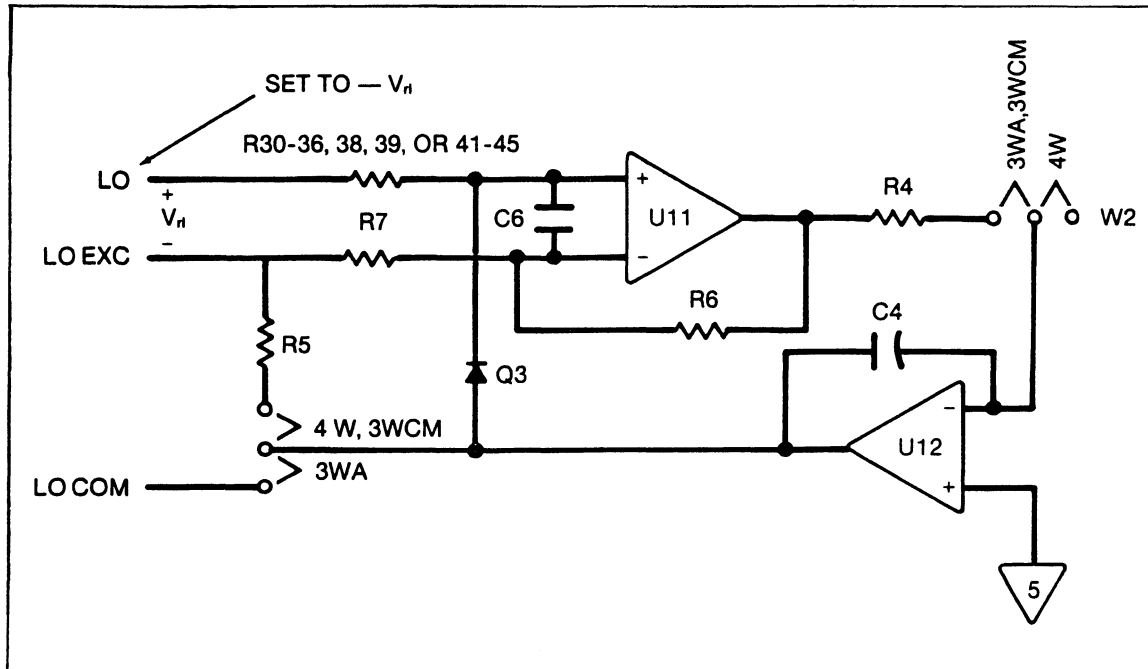 SET TO — Vrl
R30-36, 38, 39, OR 41-45
LO
+
Vrl
−
LO EXC
R7
C6
+
U11
−
R4
3WA, 3WCM
4W
W2
R6
C4
R5
Q3
4 W, 3WCM
3WA
LO COM
−
U12
+
5